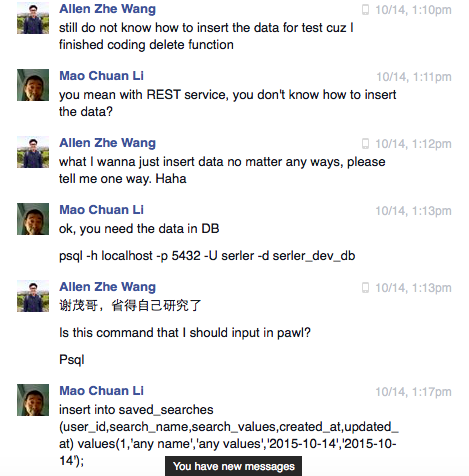 Allen Zhe Wang 10/14, 1:10pm
still do not know how to insert the data for test cuz I
finished coding delete function
Mao Chuan Li 10/14, 1:11pm
you mean with REST service, you don't know how to insert
the data?
Allen Zhe Wang 10/14, 1:12pm
what I wanna just insert data no matter any ways, please
tell me one way. Haha
Mao Chuan Li 10/14, 1:13pm
ok, you need the data in DB
psql -h localhost -p 5432 -U serler -d serler_dev_db
Allen Zhe Wang 10/14, 1:13pm
谢茂哥，省得自己研究了
Is this command that I should input in pawl?
Psql
Mao Chuan Li 10/14, 1:17pm
insert into saved_searches
(user_id,search_name,search_values,created_at,updated_
at) values(1,'any name','any values','2015-10-14','2015-10-
14');
You have new messages